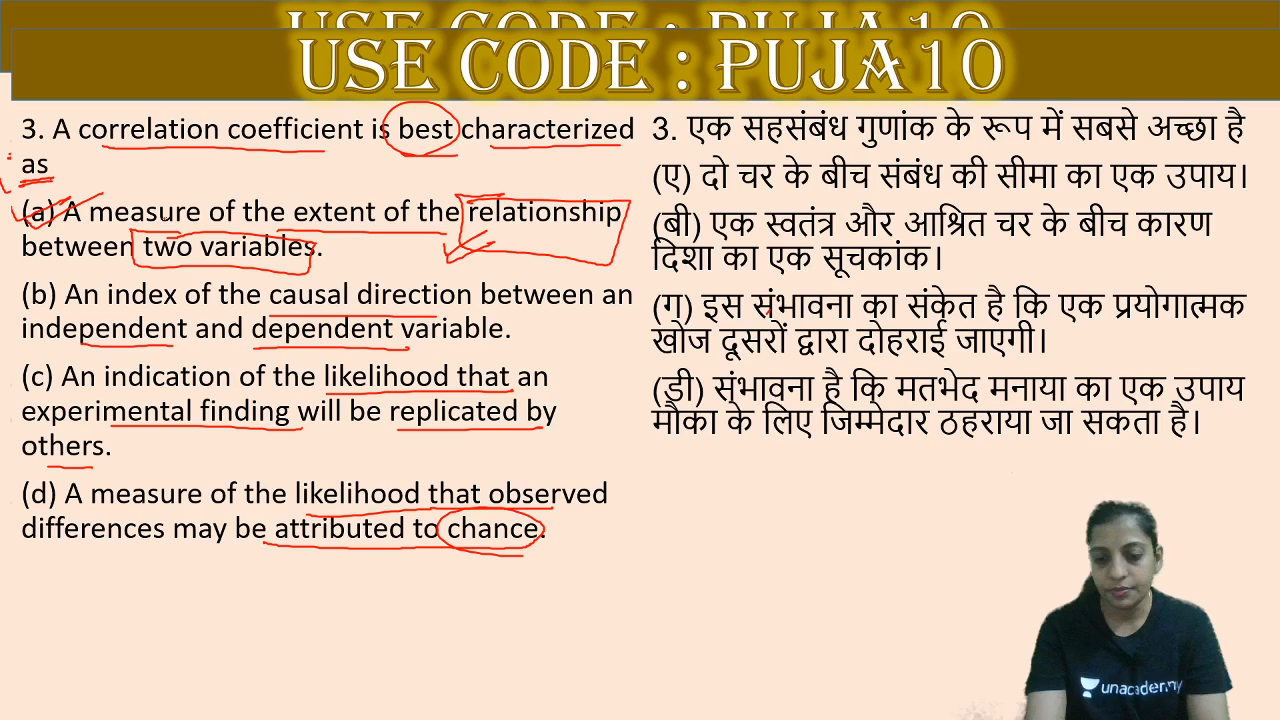 USE CODE : PUJA10
USE CODE : PUJA10
3. A correlation coefficient is best characterized
as
(a) A measure of the extent of the relationship
between two variables.
(b) An index of the causal direction between an
independent and dependent variable.
(c) An indication of the likelihood that an
experimental finding will be replicated by
others.
(d) A measure of the likelihood that observed
differences may be attributed to chance.
3. एक सहसंबंध गुणांक के रूप में सबसे अच्छा है
(ए) दो चर के बीच संबंध की सीमा का एक उपाय।
(बी) एक स्वतंत्र और आश्रित चर के बीच कारण
दिशा का एक सूचकांक।
(ग) इस संभावना का संकेत है कि एक प्रयोगात्मक
खोज दूसरों द्वारा दोहराई जाएगी।
(डी) संभावना है कि मतभेद मनाया का एक उपाय
मौका के लिए जिम्मेदार ठहराया जा सकता है।
unacademy